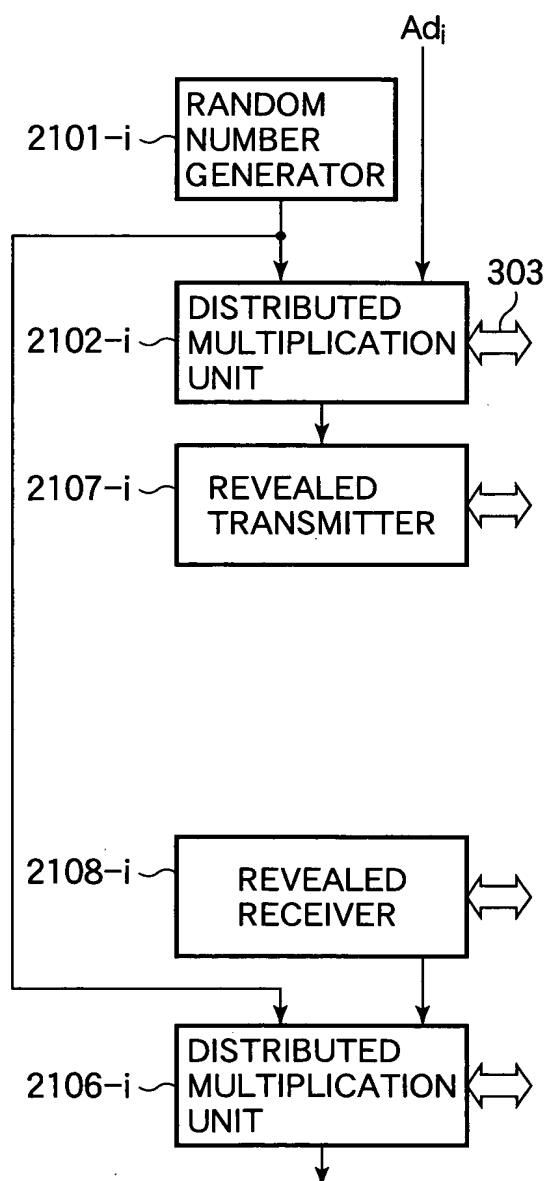 Adi
2101-i
RANDOM
NUMBER
GENERATOR
303
2102-i
DISTRIBUTED
MULTIPLICATION
UNIT
2107-i
REVEALED
TRANSMITTER
2108-i
REVEALED
RECEIVER
2106-i
DISTRIBUTED
MULTIPLICATION
UNIT